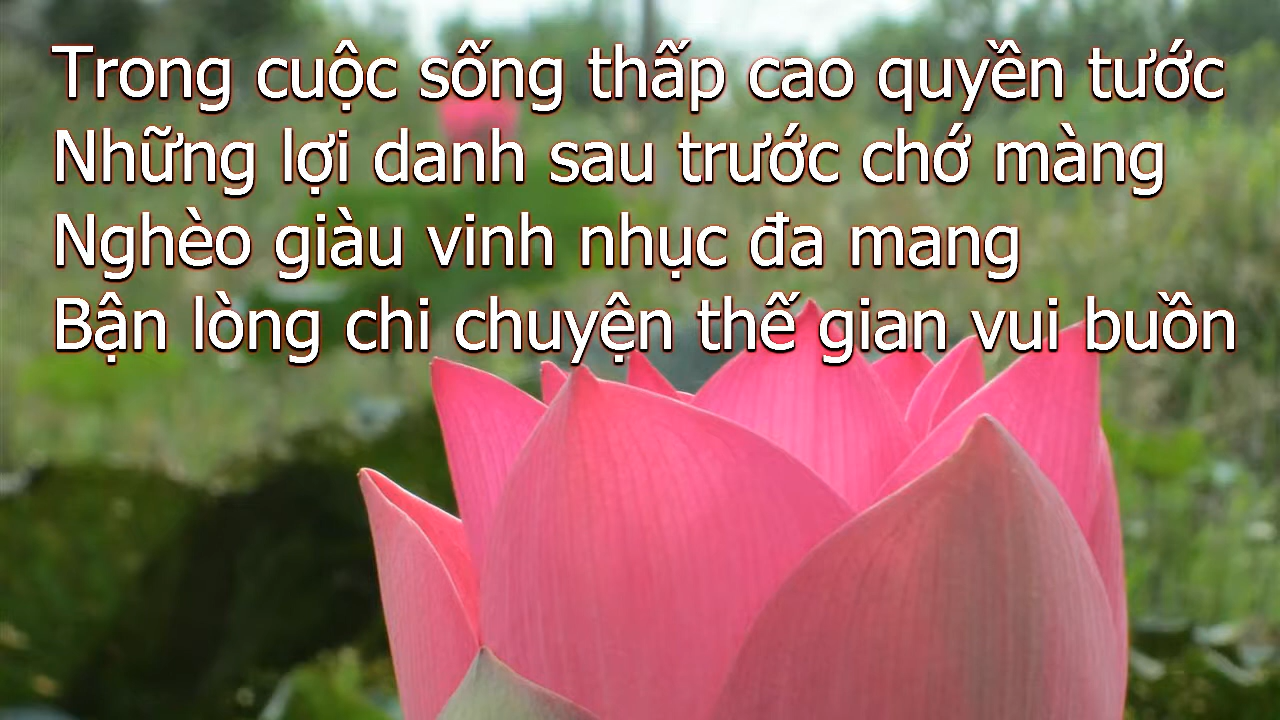 Trong cuộc sống thấp cao quyền tước
Những lợi danh sau trước chớ màng
Nghèo giàu vinh nhục đa mang
Bận lòng chi chuyện thế gian vui buồn